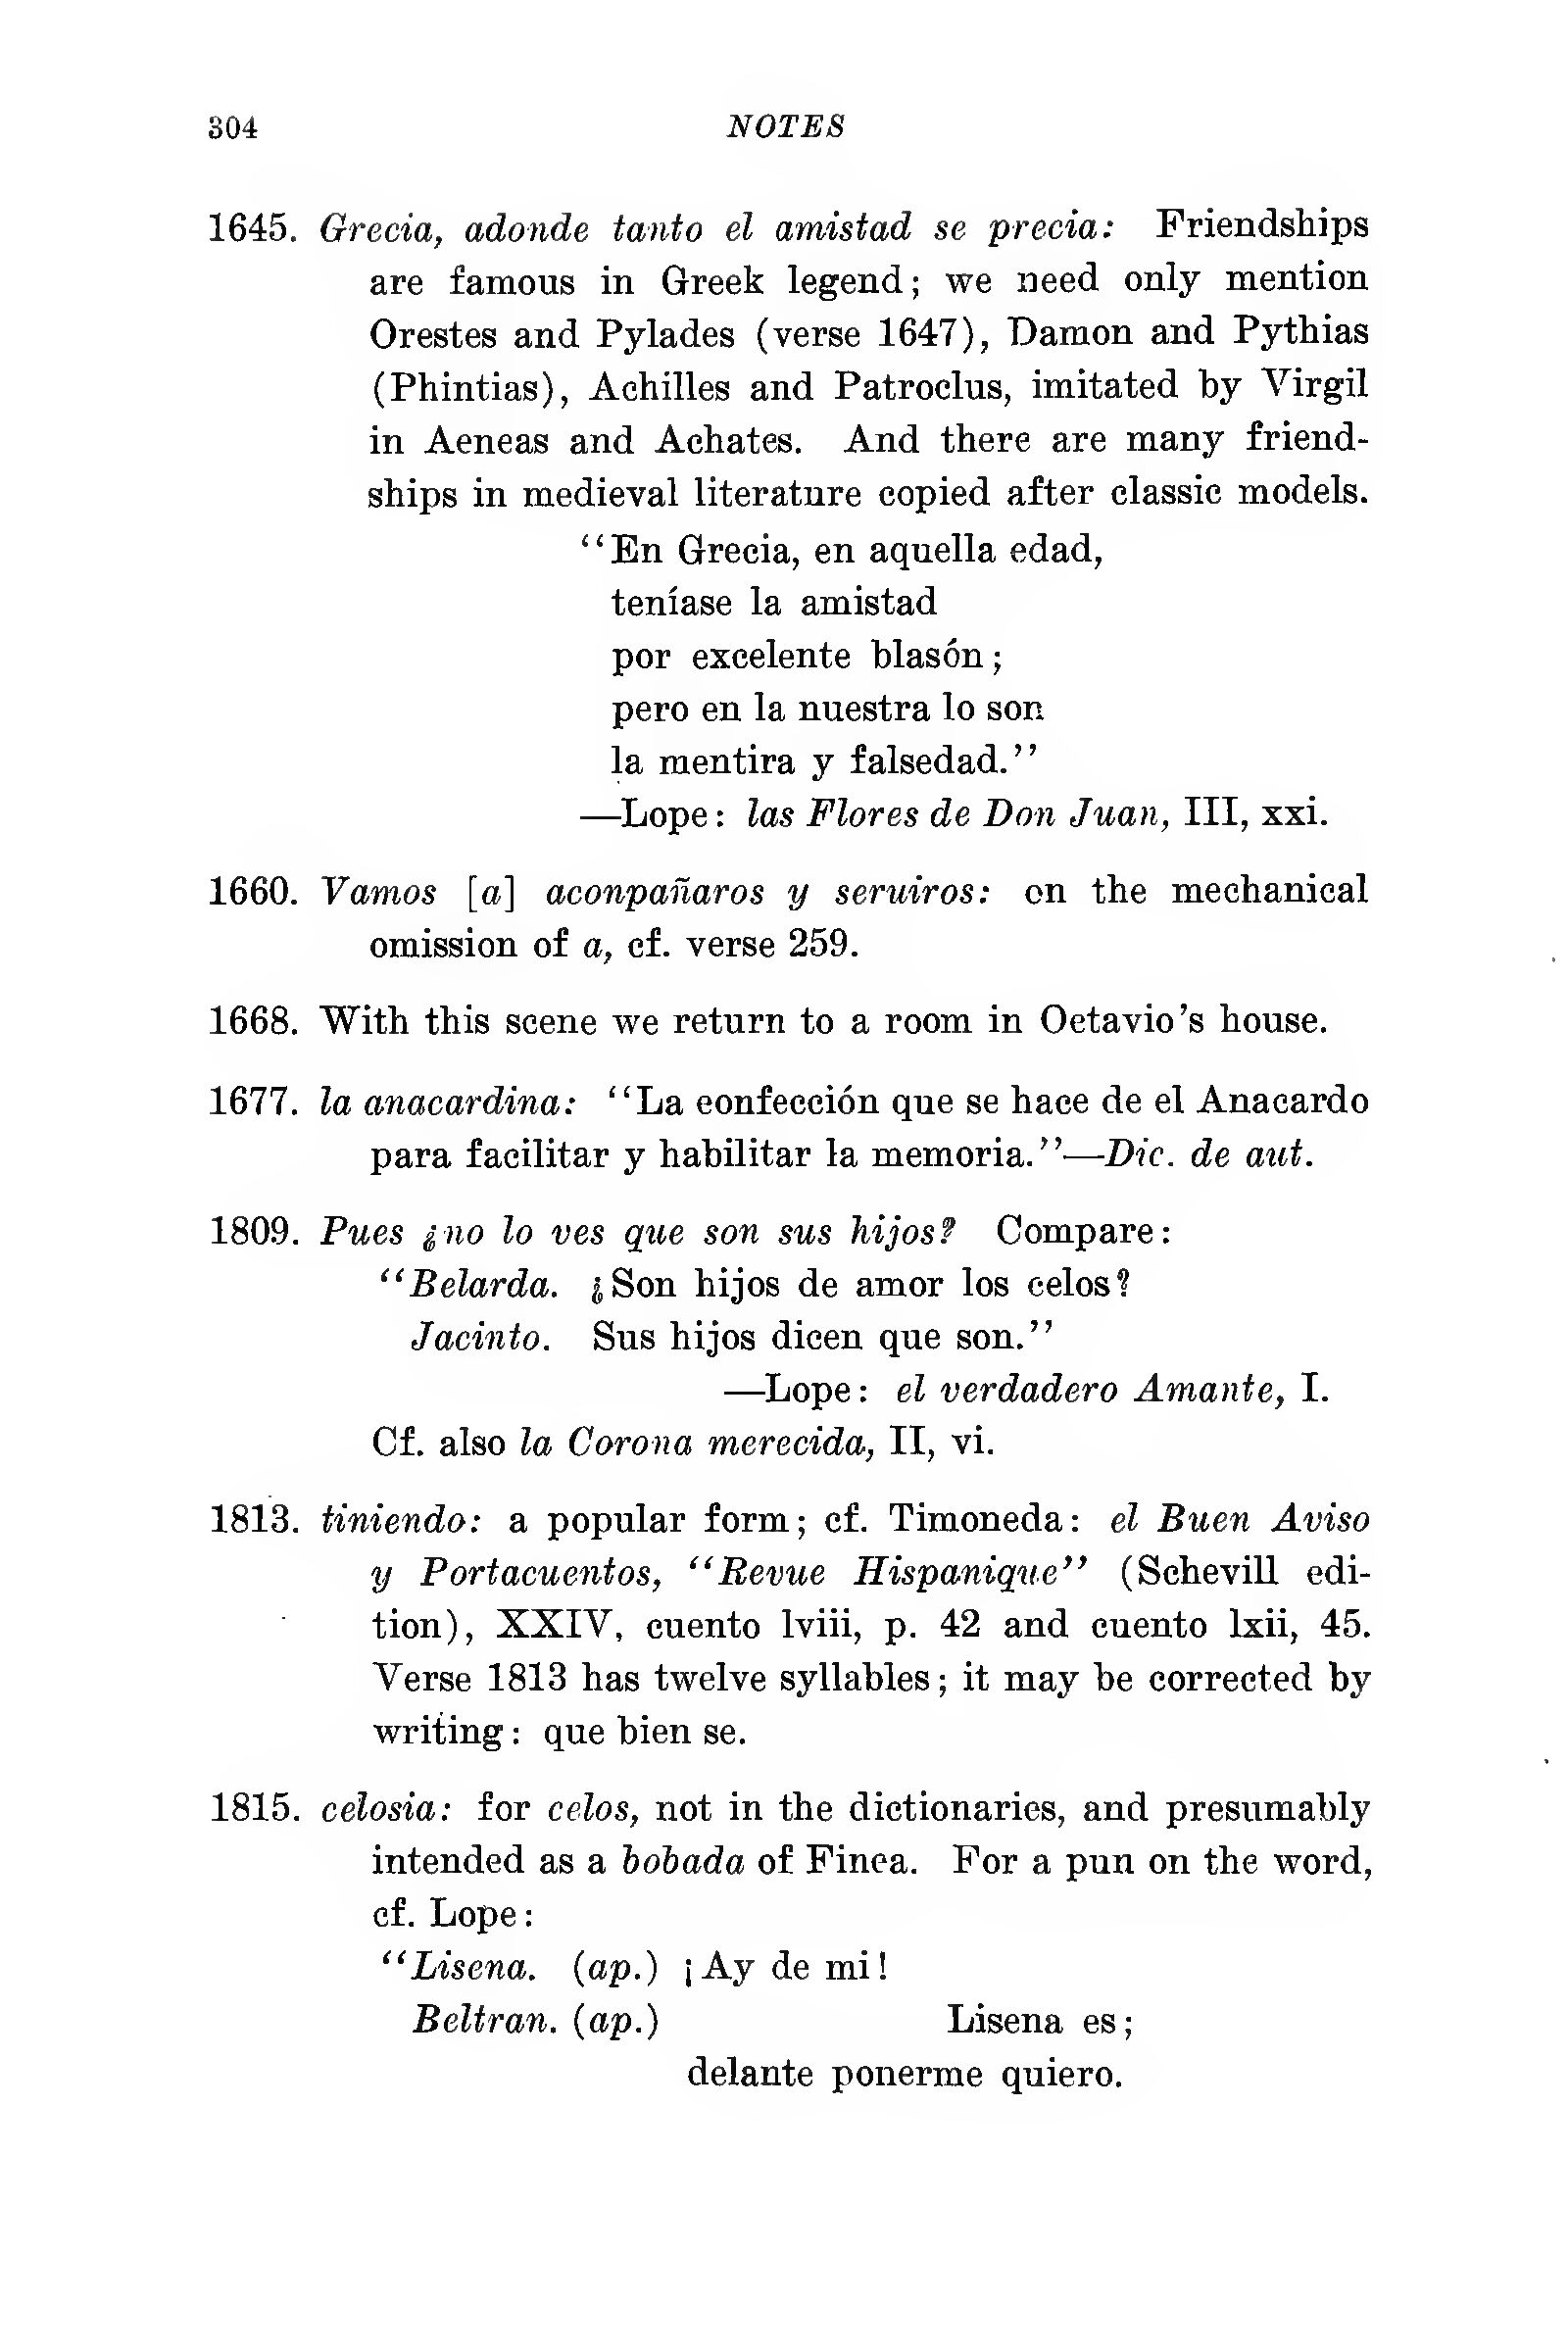 304 NOTES
1645. Grecia, adonde tanto el amistad se precia: Friendships
are famous in Greek legend; we need only mention
Orestes and Pylades (verse 1647), Damon and Pythias
(Phintias), Achilles and Patroclus, imitated by Virgil
in Aeneas and Achates. And there are many friend-
ships in medieval literature copied after classic models.
“En Grecia, en aquella edad,
teníase la amistad
por excelente blasón;
pero en la nuestra lo son
la mentira y falsedad.”
—Lope: las Flores de Don Juan, III, xxi.
1660. Vamos [a] aconpañaros y seruiros: on the mechanical
omission of a, cf. verse 259.
1668. With this scene we return to a room in Octavio’s house.
1677. la anacardina: “La confección que se hace de el Anacardo
para facilitar y habilitar la memoria.”—Dic. de aut.
1809. Pues ¿no lo ves que son sus hijos? Compare:
“Belarda. ¿Son hijos de amor los celos?
Jacinto. Sus hijos dicen que son.”
—Lope: el verdadero Amante, I.
Cf. also la Corona merecida, II, vi.
1813. tiniendo: a popular form; cf. Timoneda: el Buen Aviso
y Portacuentos, “Revue Hispanique” (Schevill edi-
tion), XXIV, cuento lviii, p. 42 and cuento lxii, 45.
Verse 1813 has twelve syllables; it may be corrected by
writing: que bien se.
1815. celosia: for celos, not in the dictionaries, and presumably
intended as a bobada of Finea. For a pun on the word,
cf. Lope:
“Lisena. (ap.) ¡Ay de mi!
Beltran. (ap.) Lisena es;
delante ponerme quiero.